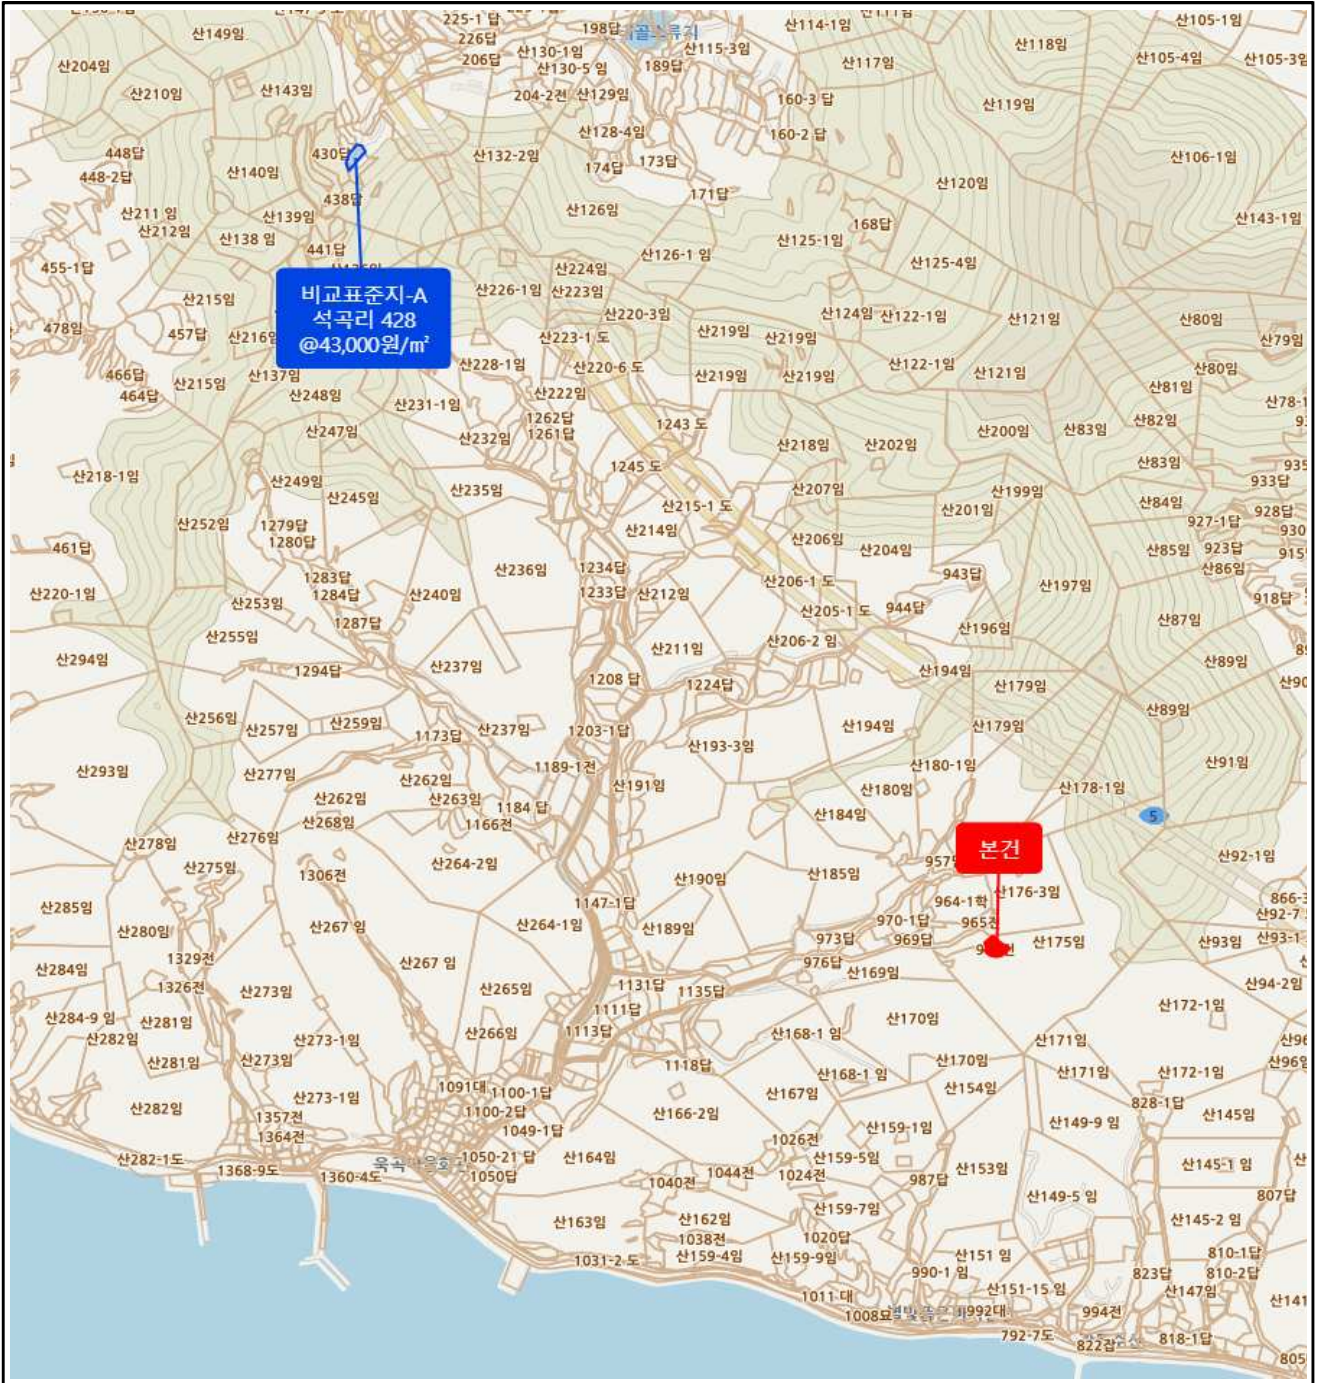 산149임
225-1 답
226답
206답
198답
산130-1임
산130-5 임
산115-3임
189답
산114-1임
산117임
산118임
산105-1임
산105-4임
산204임
산210임
산143임
204-2전
산129임
160-3 답
산119임
산128-4임
160-2 답
448답
448-2답
430답
산132-2임
173답
174답
산106-1임
산140임
438답
171답
산120임
산211 임
산212임
산139임
산126임
산138 임
441답
168답
산143-1임
산125-1임
산126-1 임
산125-4임
455-1답
산224임
산226-1임
산223임
비교표준지-A
석곡리 428
@43,000원/㎡
산215임
산220-3임
산124임
산122-1임
산121임
산80임
478임
457답
산216임
산223-1 도
산219임
산219임
산79임
466답
464답
산215임
산137임
산248임
산228-1임
산220-6 도
산219임
산219임
산122-1임
산121임
산80임
산81임
산222임
산231-1임
1262답
1261답
1243 도
산247임
산232임
산218임
산202임
산200임
산83임
산82임
산218-1임
산249임
산245임
산235임
1245 도
산207임
산199임
산83임
933답
산215-1 도
산201임
산84임
산252임
1279답
1280답
산214임
산206임
산204임
928답
927-1답
461답
산85임
923답
산86임
산236임
1234답
산220-1임
1283답
1284답
산240임
1233답
산212임
산206-1 도
943답
산197임
918답
산253임
산205-1 도
944답
산255임
1287답
산206-2 임
산196임
산87임
산294임
산211임
1294답
산237임
1208 답
1224답
산194임
산179임
산89임
산256임
산257임
산259임
산237임
1203-1답
산194임
산179임
산89임
1173답
산193-3임
산293임
산277임
산262임
1189-1전
산191임
산180-1임
산180임
산178-1임
산91임
산262임
산268임
산263임
1184 답
1166전
산184임
5
산278임
산276임
본건
산275임
1306전
산264-2임
산190임
산185임
산92-1임
산285임
964-1학
산176-3임
산280임
산267 임
산264-1임
1147-1답
산189임
970-1답
973답
969답
산175임
산93임
산93-1
산284임
1329전
산267 임
976답
산169임
1326전
산273임
산265임
1131답
1135답
산94-2임
산284-9 임
산282임
산281임
산273-1임
산266임
1111답
1113답
산168-1 임
산170임
산172-1임
산171임
산281임
산273임
1118답
산168-1 임
산170임
산171임
산172-1임
산282임
산273-1임
1091대
1100-1답
1100-2답
산166-2임
산167임
산154임
828-1답
산145임
1357전
1364전
1049-1답
산159-1임
산149-9 임
1026전
산282-1도
1368-9도
1360-4도
1050-21 답
1050답
산164임
1040전
1044전
1024전
산159-5임
987답
산153임
산145-1 임
산149-5 임
807답
산163임
산162임
1038전
산159-7임
산145-2 임
1031-2 도
산159-4임
1020답
산159-9임
산151 임
990-1 임
810-1답
810-2답
823답
1011 대
산151-15 임
산147임
1008묘
992대
994전
792-7도
822잡
818-1답